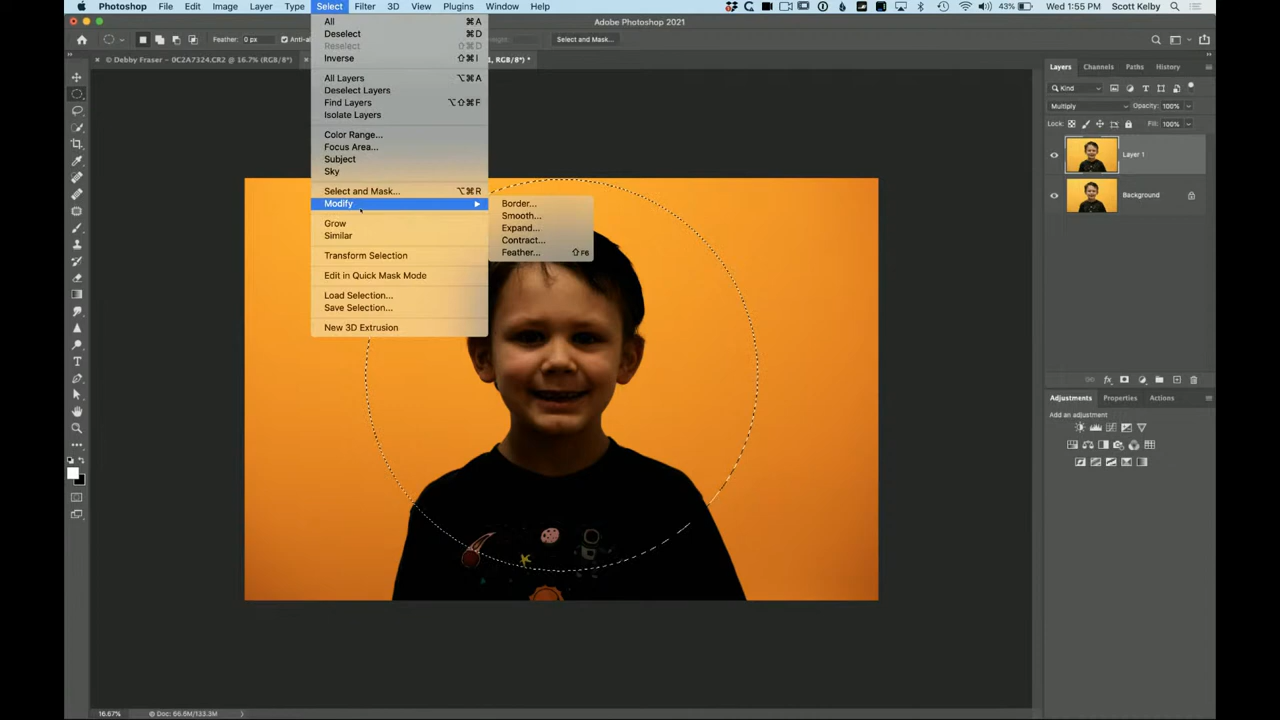 Photoshop File Edit Image Layer Type Select Filter 3D View Plugins Window Help 43% Wed 1:55 PM Scott Kelby
Adobe Photoshop 2021
Feather: 0 px Select and Mask...
© Debby Fraser - 0C2A7324.CR2 @ 16.7% (RGB/8*) 1, RGB/8*) *
All ⌘A
Deselect ⌘D
Reselect ⇧⌘D
Inverse ⇧⌘I
All Layers ⌥⌘A
Deselect Layers
Find Layers ⌥⇧⌘F
Isolate Layers
Color Range...
Focus Area...
Subject
Sky
Select and Mask... ⌥⌘R
Modify
Grow
Similar
Transform Selection
Edit in Quick Mask Mode
Load Selection...
Save Selection...
New 3D Extrusion
Border...
Smooth...
Expand...
Contract...
Feather... ⇧F6
Layers Channels Paths History
Kind
Multiply Opacity: 100%
Lock: Fill: 100%
Layer 1
Background
Adjustments Properties Actions
Add an adjustment
16.67% Doc: 66.6M/133.3M